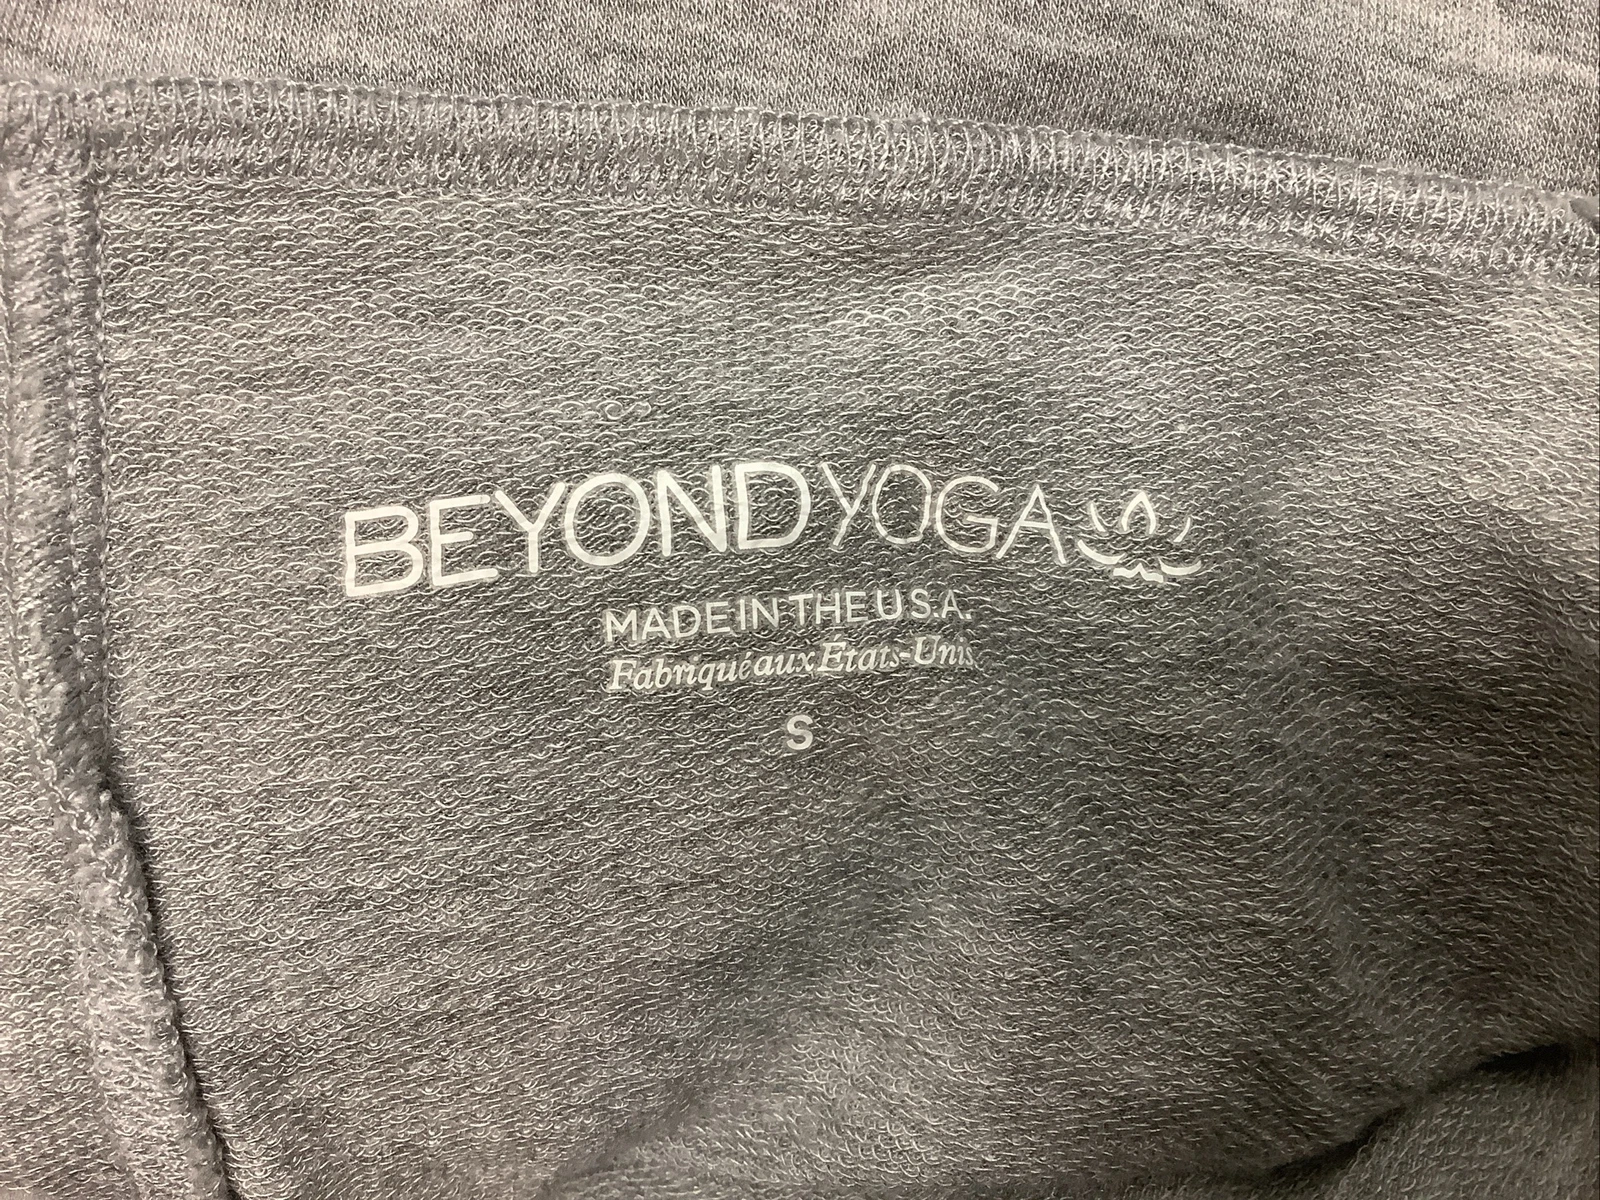 BEYOND YOGA
MADE IN THE U.S.A.
Fabriqué aux États-Unis
S